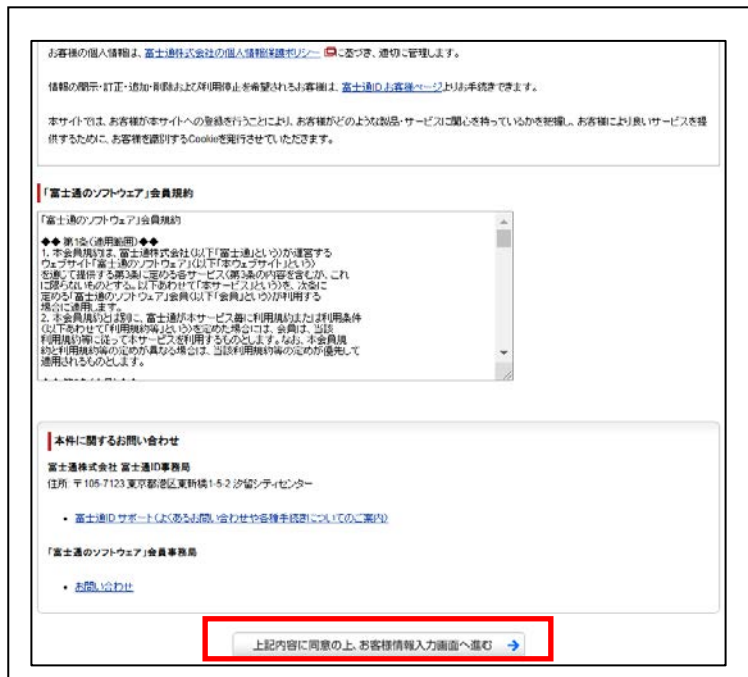 お客様の個人情報は、富士通株式会社の個人情報保護ポリシー に基づき、適切に管理します。
情報の開示・訂正・追加・削除および利用停止を希望されるお客様は、富士通IDお客様ページよりお手続きできます。
本サイトでは、お客様が本サイトへの登録を行うことにより、お客様がどのような製品・サービスに関心を持っているかを把握し、お客様により良いサービスを提
供するために、お客様を識別するCookieを発行させていただきます。
「富士通のソフトウェア」会員規約
「富士通のソフトウェア」会員規約
◆◆ 第1条(適用範囲)◆◆
1. 本会員規約は、富士通株式会社(以下「富士通」という)が運営する
ウェブサイト「富士通のソフトウェア」(以下「本ウェブサイト」という)
を通じて提供する第3条に定める各サービス(第3条の内容を含むが、これ
に限らないものとする。以下あわせて「本サービス」という)を、次条に
定める「富士通のソフトウェア」会員(以下「会員」という)が利用する
場合に適用します。
2. 本会員規約とは別に、富士通が本サービス毎に利用規約または利用条件
(以下あわせて「利用規約等」という)を定めた場合には、会員は、当該
利用規約等に従って本サービスを利用するものとします。なお、本会員規
約と利用規約等の定めが異なる場合は、当該利用規約等の定めが優先して
適用されるものとします。
本件に関するお問い合わせ
富士通株式会社 富士通ID事務局
住所 〒105-7123 東京都港区東新橋1-5-2 汐留シティセンター
• 富士通ID サポート(よくあるお問い合わせや各種手続きについてのご案内)
「富士通のソフトウェア」会員事務局
• お問い合わせ
上記内容に同意の上、お客様情報入力画面へ進む →